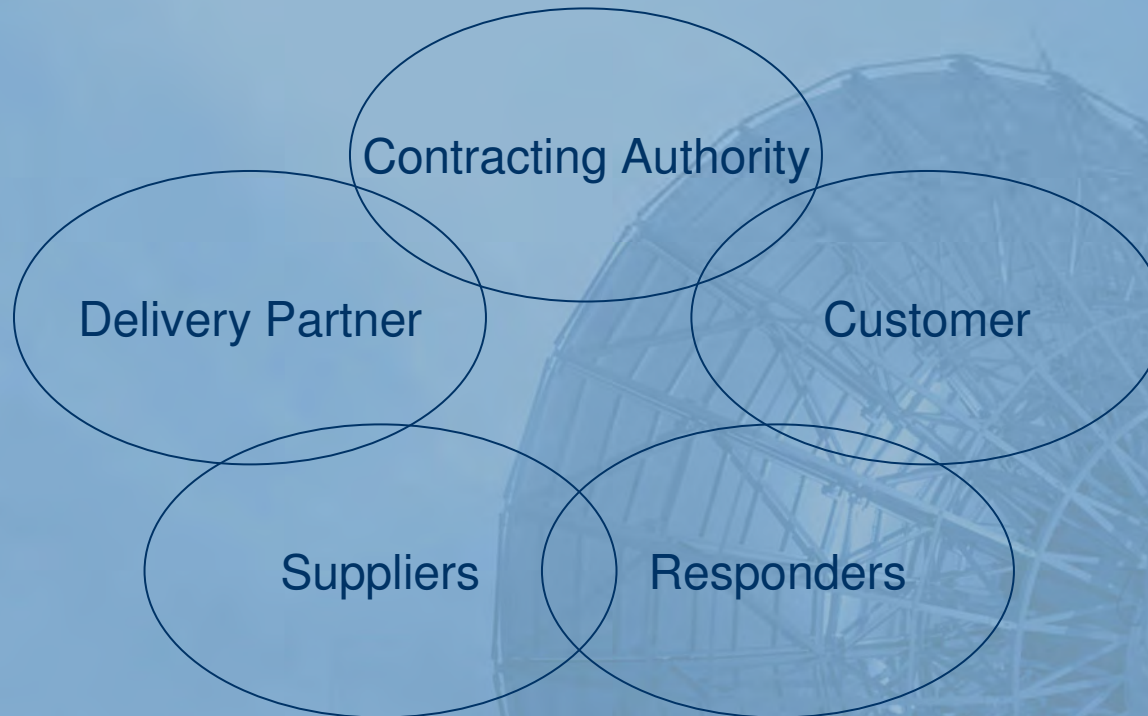 Contracting Authority
Delivery Partner
Customer
Suppliers
Responders